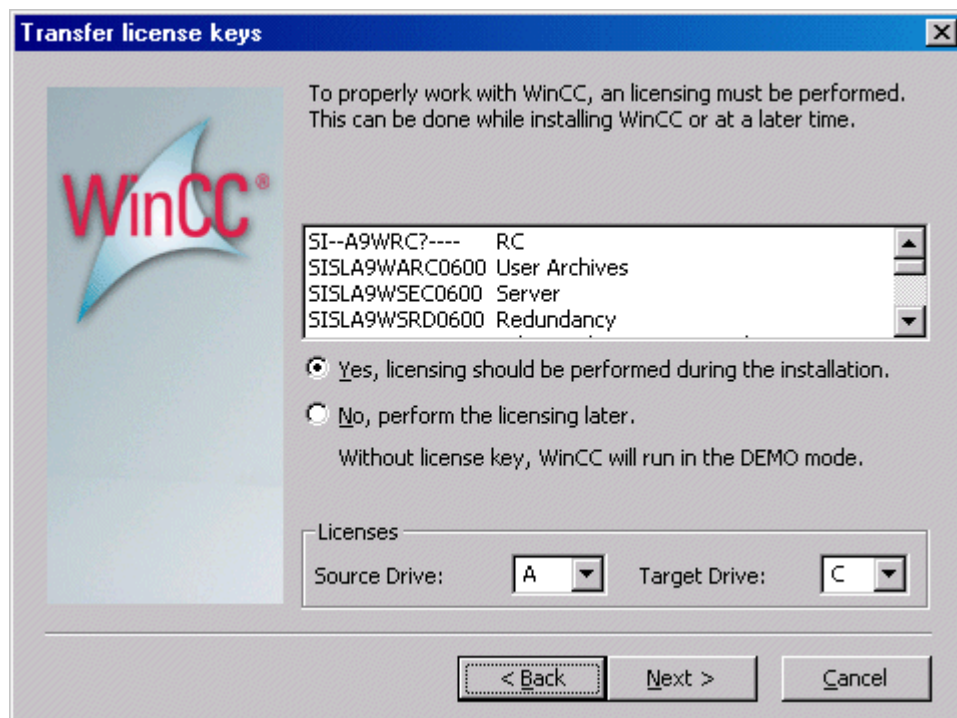 Transfer license keys
To properly work with WinCC, an licensing must be performed.
This can be done while installing WinCC or at a later time.
WinCC®
SI--A9WRC?---- RC
SISLA9WARC0600 User Archives
SISLA9WSEC0600 Server
SISLA9WSRD0600 Redundancy
Yes, licensing should be performed during the installation.
No, perform the licensing later.
Without license key, WinCC will run in the DEMO mode.
Licenses
Source Drive: A Target Drive: C
< Back Next > Cancel